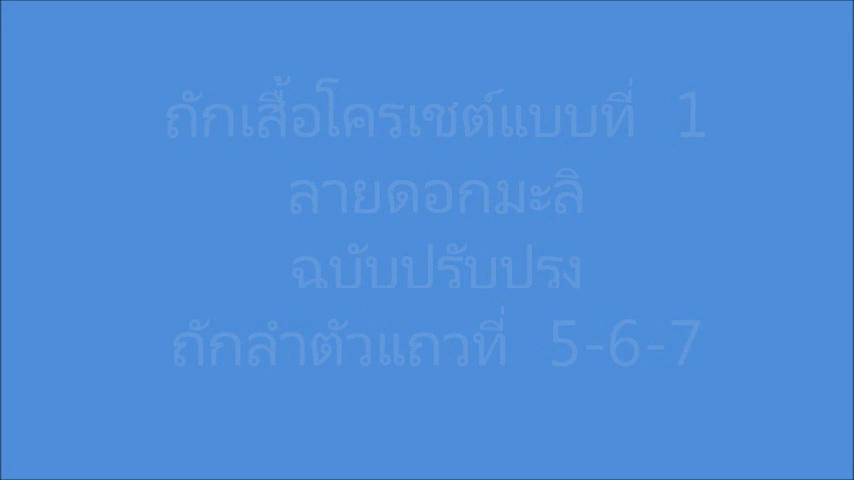 ถักเสื้อโครเชต์แบบที่ 1
ลายดอกมะลิ
ฉบับปรับปรง
ถักลำตัวแถวที่ 5-6-7